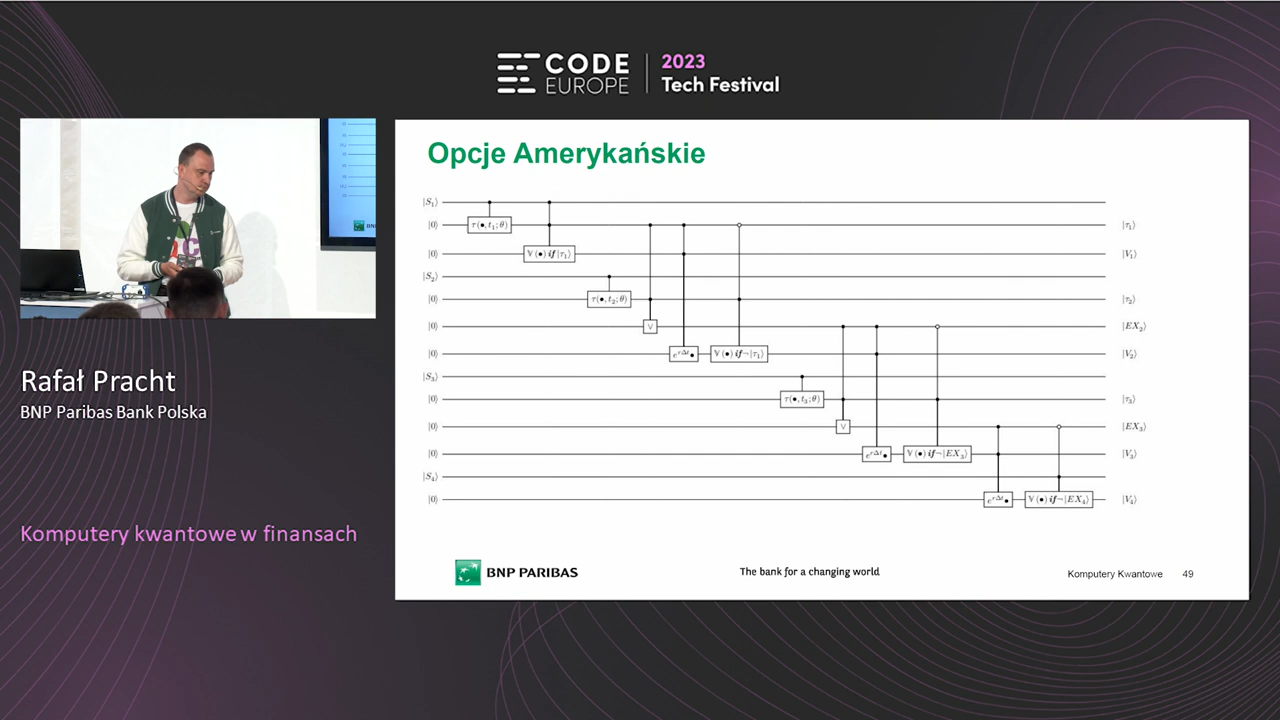 CODE EUROPE
2023
Tech Festival
Opcje Amerykańskie
|S₁⟩
|0⟩ τ(•, t₁; θ) |τ₁⟩
|0⟩ 𝕍(•) if |τ₁⟩ |V₁⟩
|S₂⟩
|0⟩ τ(•, t₂; θ) |τ₂⟩
|0⟩ ∨ |EX₂⟩
|0⟩ e^{rΔt}• 𝕍(•) if¬|τ₁⟩ |V₂⟩
|S₃⟩
|0⟩ τ(•, t₃; θ) |τ₃⟩
|0⟩ ∨ |EX₃⟩
|0⟩ e^{rΔt}• 𝕍(•) if¬|EX₃⟩ |V₃⟩
|S₄⟩
|0⟩ e^{rΔt}• 𝕍(•) if¬|EX₄⟩ |V₄⟩
Rafał Pracht
BNP Paribas Bank Polska
Komputery kwantowe w finansach
BNP PARIBAS
The bank for a changing world
Komputery Kwantowe 49